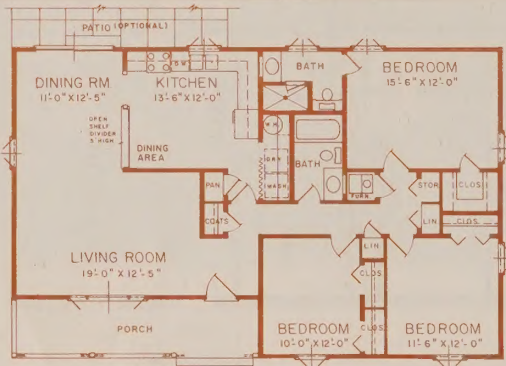 PATIO (OPTIONAL)
DINING RM.
11'-0" X 12'-5"
KITCHEN
13'-6" X 12'-0"
D.W.
BATH
BEDROOM
15'-6" X 12'-0"
OPEN
SHELF
DIVIDER
5' HIGH
DINING
AREA
W.H.
DRY
WASH
BATH
PAN
COATS
FURN.
STOR
LIN
CLOS.
CLOS.
LIVING ROOM
19'-0" X 12'-5"
LIN
CLOS.
CLOS.
PORCH
BEDROOM
10'-0" X 12'-0"
BEDROOM
11'-6" X 12'-0"